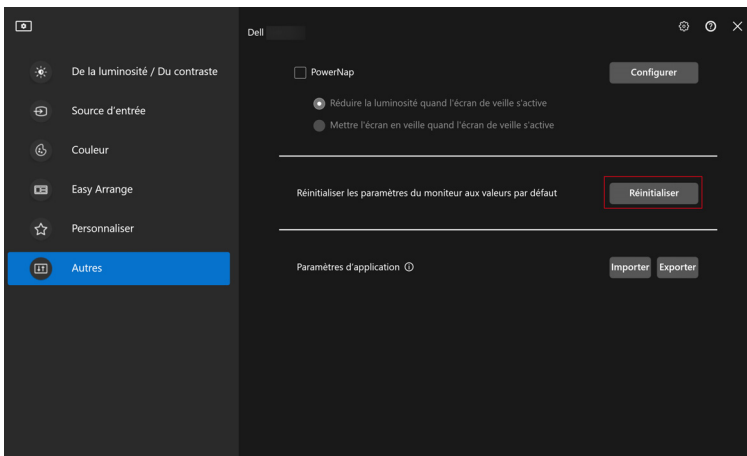 Dell
De la luminosité / Du contraste
Source d'entrée
Couleur
Easy Arrange
Personnaliser
Autres
PowerNap
Configurer
Réduire la luminosité quand l'écran de veille s'active
Mettre l'écran en veille quand l'écran de veille s'active
Réinitialiser les paramètres du moniteur aux valeurs par défaut
Réinitialiser
Paramètres d'application
Importer Exporter